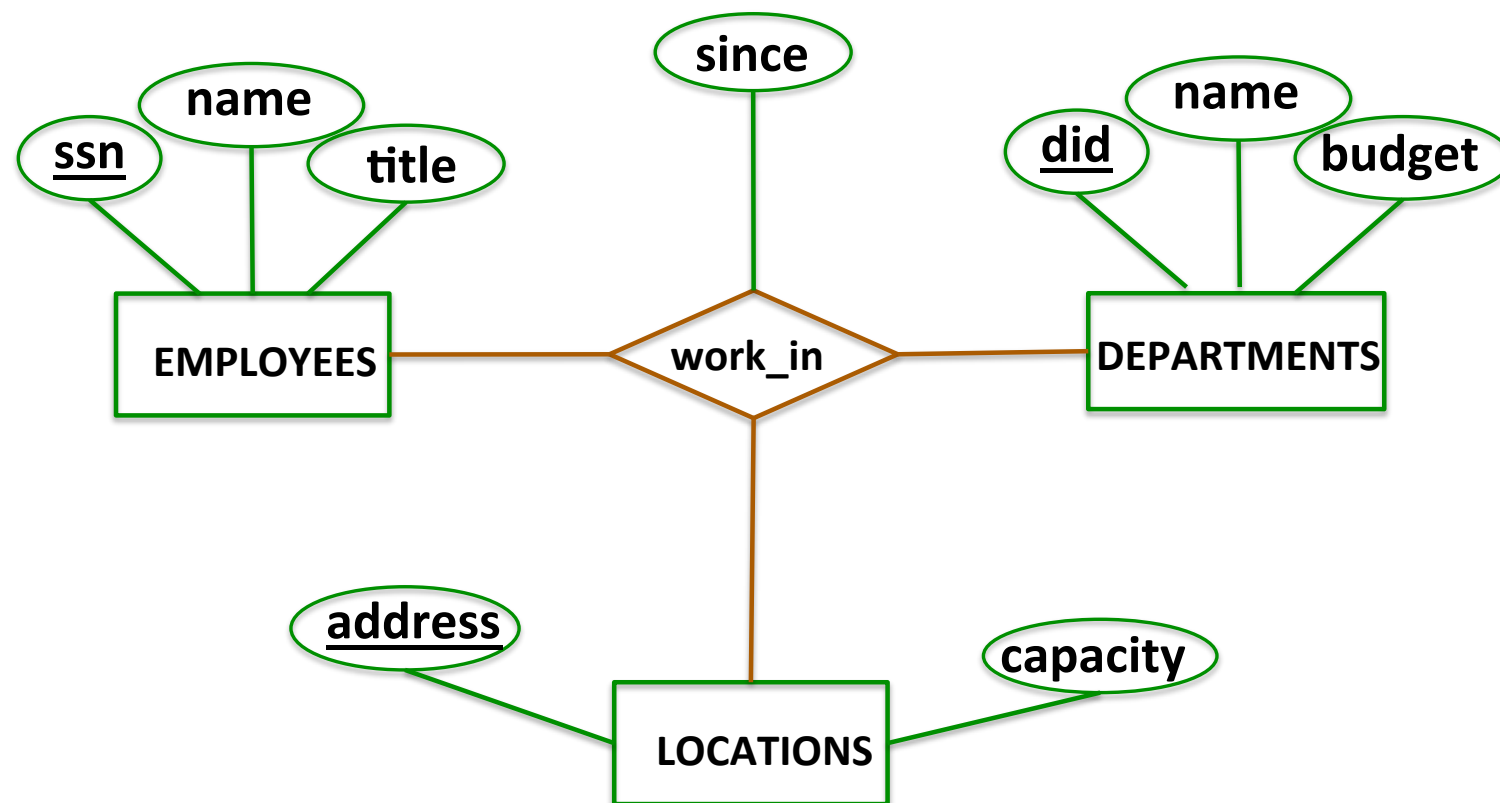 since
name
name
ssn
title
did
budget
EMPLOYEES
work_in
DEPARTMENTS
address
capacity
LOCATIONS